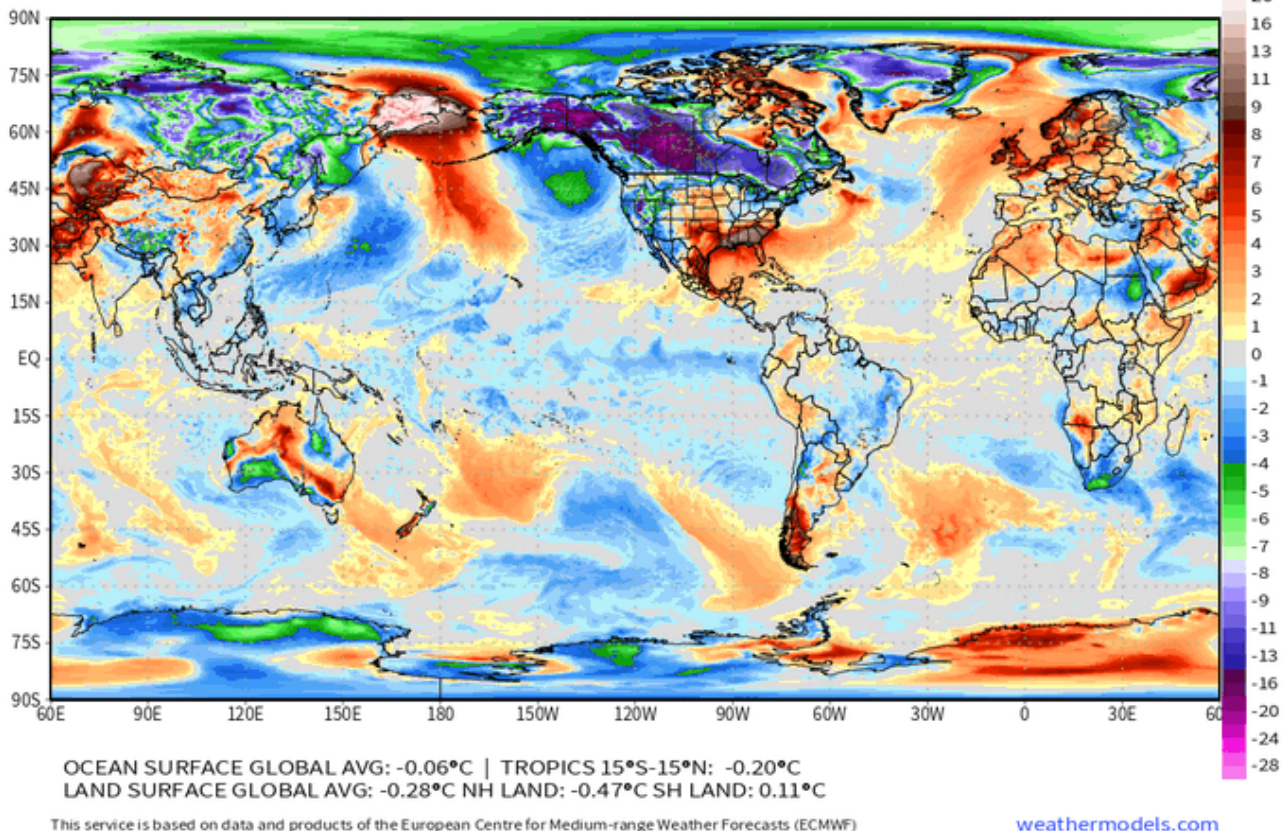 90N
75N
60N
45N
30N
15N
EQ
15S
30S
45S
60S
75S
90S
60E 90E 120E 150E 180 150W 120W 90W 60W 30W 0 30E 60
16
13
11
9
8
7
6
5
4
3
2
1
0
-1
-2
-3
-4
-5
-6
-7
-8
-9
-11
-13
-16
-20
-24
-28
OCEAN SURFACE GLOBAL AVG: -0.06°C | TROPICS 15°S-15°N: -0.20°C
LAND SURFACE GLOBAL AVG: -0.28°C NH LAND: -0.47°C SH LAND: 0.11°C
This service is based on data and products of the European Centre for Medium-range Weather Forecasts (ECMWF)
weathermodels.com